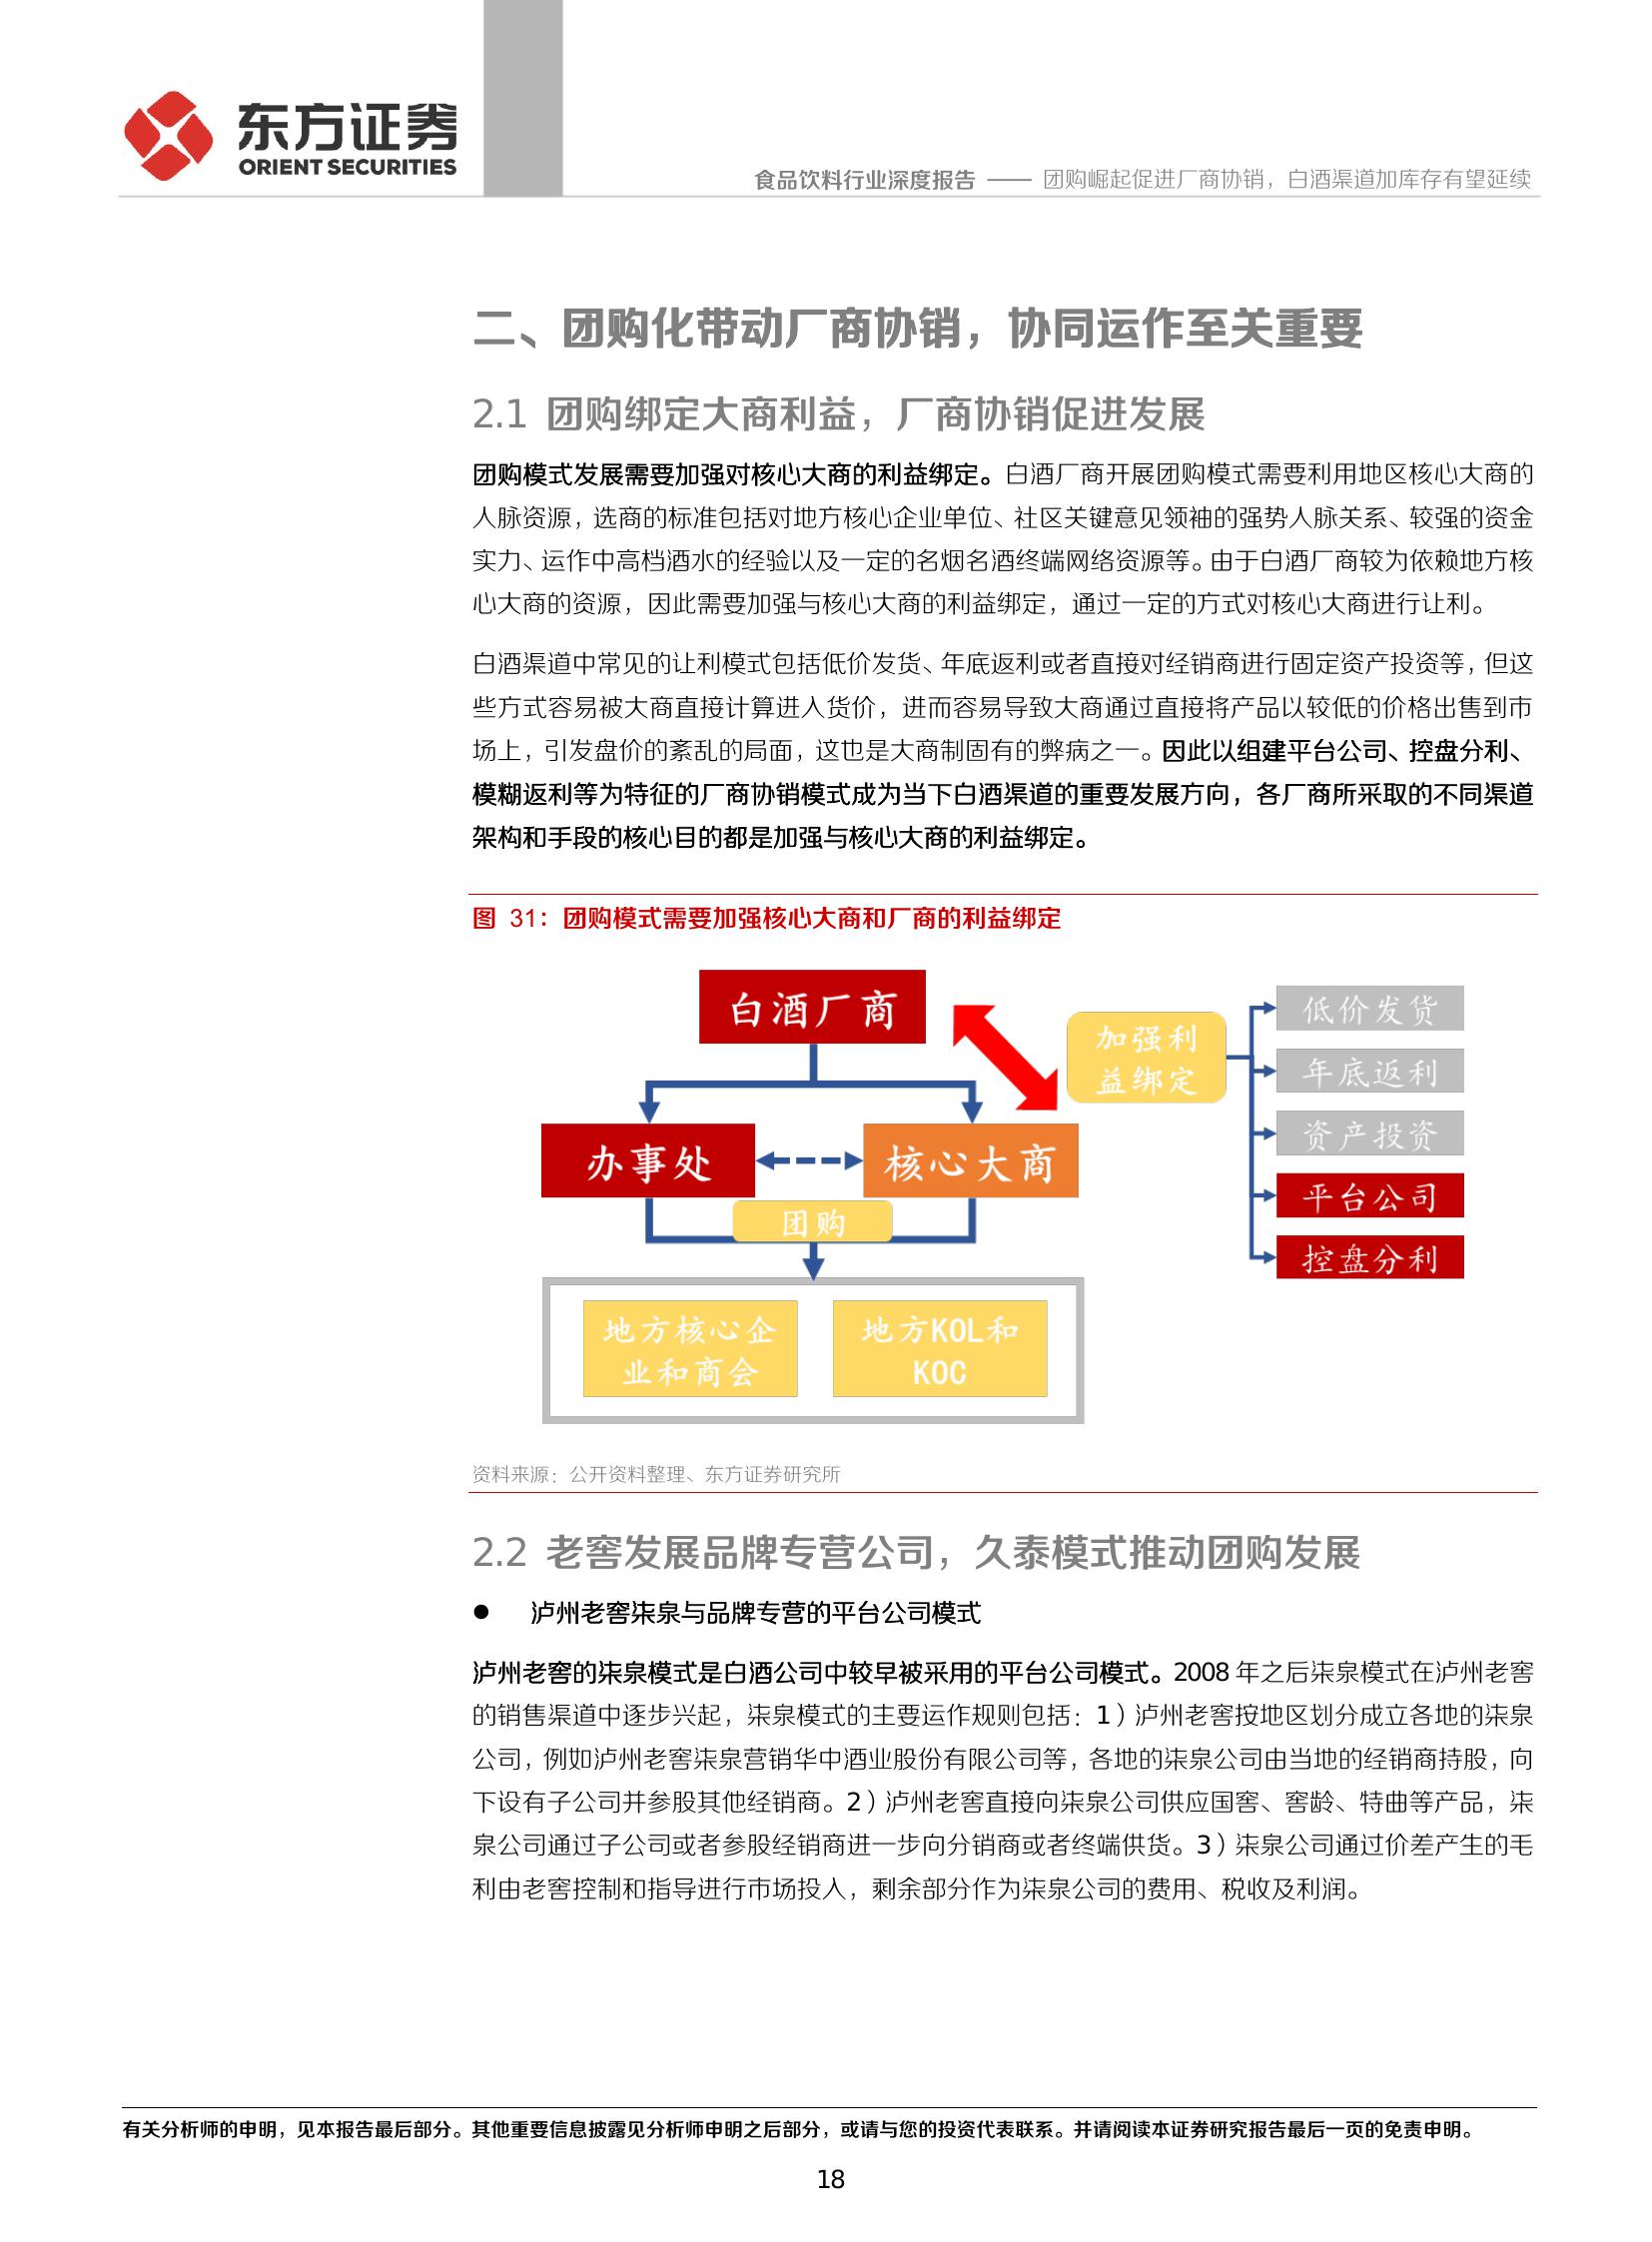 东方证券
ORIENT SECURITIES
食品饮料行业深度报告 —— 团购崛起促进厂商协销，白酒渠道加库存有望延续
二、团购化带动厂商协销，协同运作至关重要
2.1 团购绑定大商利益，厂商协销促进发展
团购模式发展需要加强对核心大商的利益绑定。白酒厂商开展团购模式需要利用地区核心大商的
人脉资源，选商的标准包括对地方核心企业单位、社区关键意见领袖的强势人脉关系、较强的资金
实力、运作中高档酒水的经验以及一定的名烟名酒终端网络资源等。由于白酒厂商较为依赖地方核
心大商的资源，因此需要加强与核心大商的利益绑定，通过一定的方式对核心大商进行让利。
白酒渠道中常见的让利模式包括低价发货、年底返利或者直接对经销商进行固定资产投资等，但这
些方式容易被大商直接计算进入货价，进而容易导致大商通过直接将产品以较低的价格出售到市
场上，引发盘价的紊乱的局面，这也是大商制固有的弊病之一。因此以组建平台公司、控盘分利、
模糊返利等为特征的厂商协销模式成为当下白酒渠道的重要发展方向，各厂商所采取的不同渠道
架构和手段的核心目的都是加强与核心大商的利益绑定。
图 31：团购模式需要加强核心大商和厂商的利益绑定
白酒厂商
加强利
益绑定
低价发货
年底返利
资产投资
平台公司
控盘分利
办事处
核心大商
团购
地方核心企
业和商会
地方KOL和
KOC
资料来源：公开资料整理、东方证券研究所
2.2 老窖发展品牌专营公司，久泰模式推动团购发展
● 泸州老窖柒泉与品牌专营的平台公司模式
泸州老窖的柒泉模式是白酒公司中较早被采用的平台公司模式。2008 年之后柒泉模式在泸州老窖
的销售渠道中逐步兴起，柒泉模式的主要运作规则包括：1）泸州老窖按地区划分成立各地的柒泉
公司，例如泸州老窖柒泉营销华中酒业股份有限公司等，各地的柒泉公司由当地的经销商持股，向
下设有子公司并参股其他经销商。2）泸州老窖直接向柒泉公司供应国窖、窖龄、特曲等产品，柒
泉公司通过子公司或者参股经销商进一步向分销商或者终端供货。3）柒泉公司通过价差产生的毛
利由老窖控制和指导进行市场投入，剩余部分作为柒泉公司的费用、税收及利润。
有关分析师的申明，见本报告最后部分。其他重要信息披露见分析师申明之后部分，或请与您的投资代表联系。并请阅读本证券研究报告最后一页的免责申明。
18